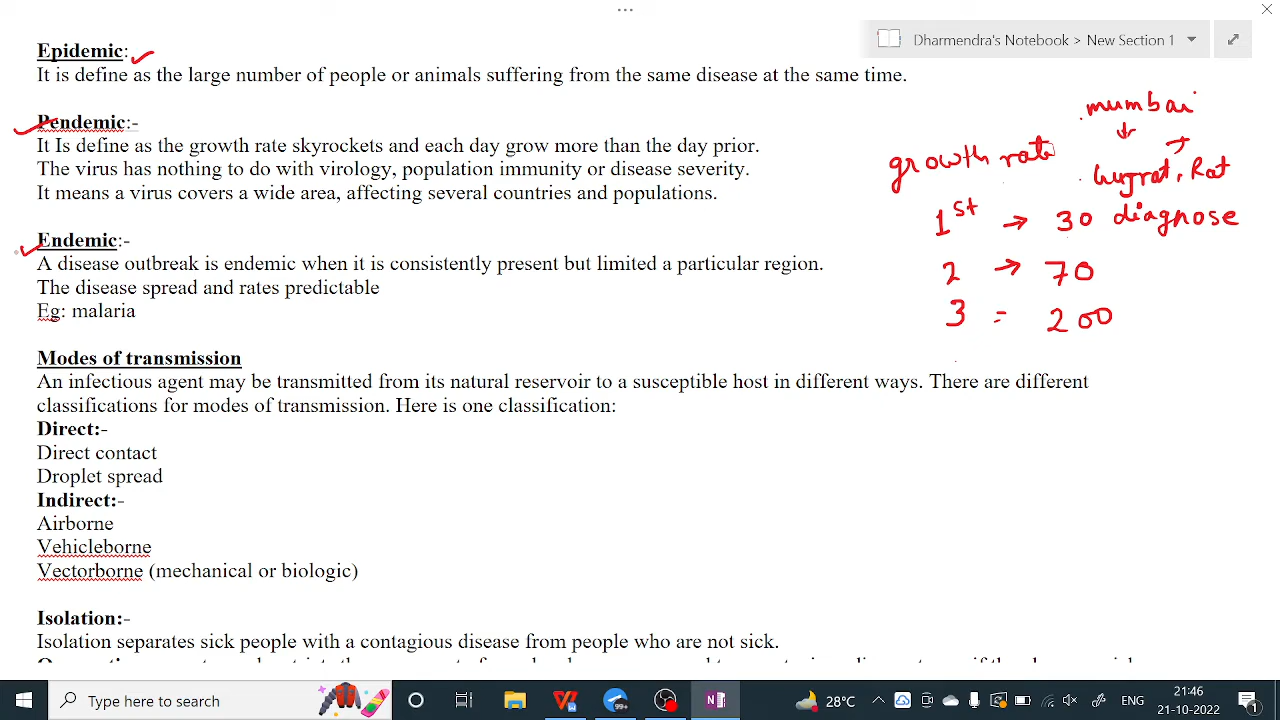 Dharmendra's Notebook > New Section 1
Epidemic:
It is define as the large number of people or animals suffering from the same disease at the same time.
Pendemic:-
It Is define as the growth rate skyrockets and each day grow more than the day prior.
The virus has nothing to do with virology, population immunity or disease severity.
It means a virus covers a wide area, affecting several countries and populations.
Endemic:-
A disease outbreak is endemic when it is consistently present but limited a particular region.
The disease spread and rates predictable
Eg: malaria
Modes of transmission
An infectious agent may be transmitted from its natural reservoir to a susceptible host in different ways. There are different
classifications for modes of transmission. Here is one classification:
Direct:-
Direct contact
Droplet spread
Indirect:-
Airborne
Vehicleborne
Vectorborne (mechanical or biologic)
Isolation:-
Isolation separates sick people with a contagious disease from people who are not sick.
mumbai
growth rate
1st → 30 diagnose
2 → 70
3 = 200
Type here to search
99+
28°C
ENG
21:46
21-10-2022
1